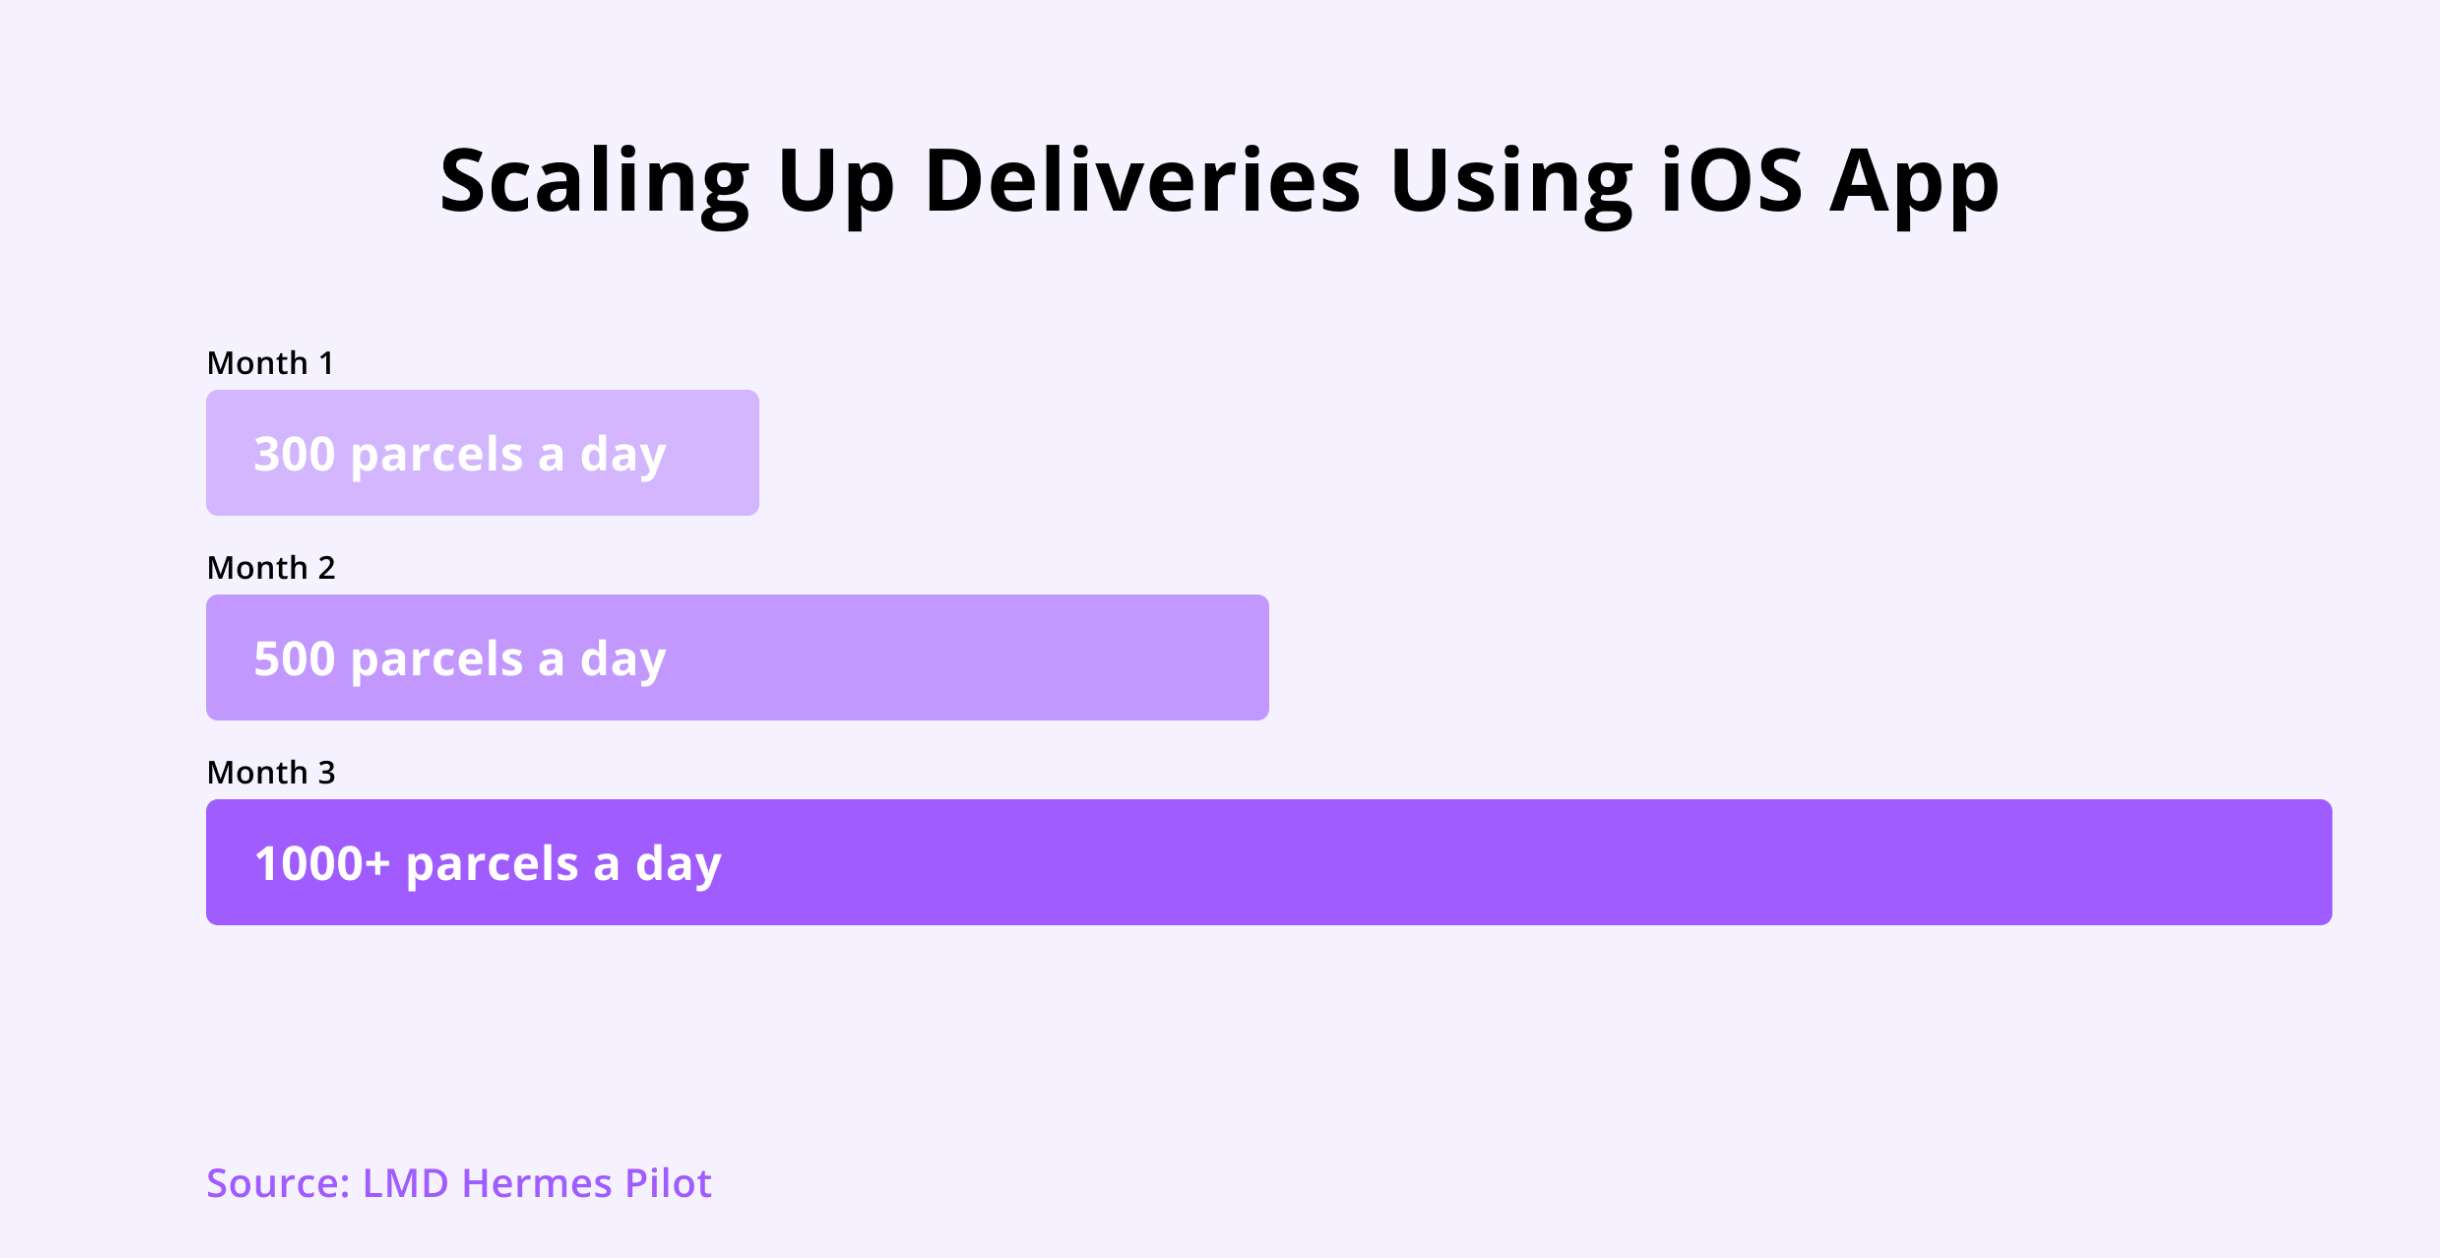 Scaling Up Deliveries Using iOS App
Month 1
300 parcels a day
Month 2
500 parcels a day
Month 3
1000+ parcels a day
Source: LMD Hermes Pilot